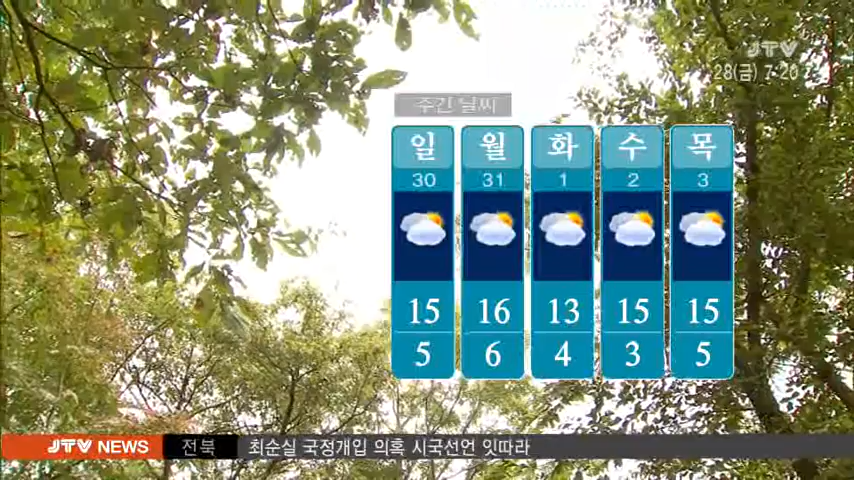 JTV
28(금) 7:20
주간 날씨
일 월 화 수 목
30 31 1 2 3
15 16 13 15 15
5 6 4 3 5
JTV NEWS 전북 최순실 국정개입 의혹 시국선언 잇따라